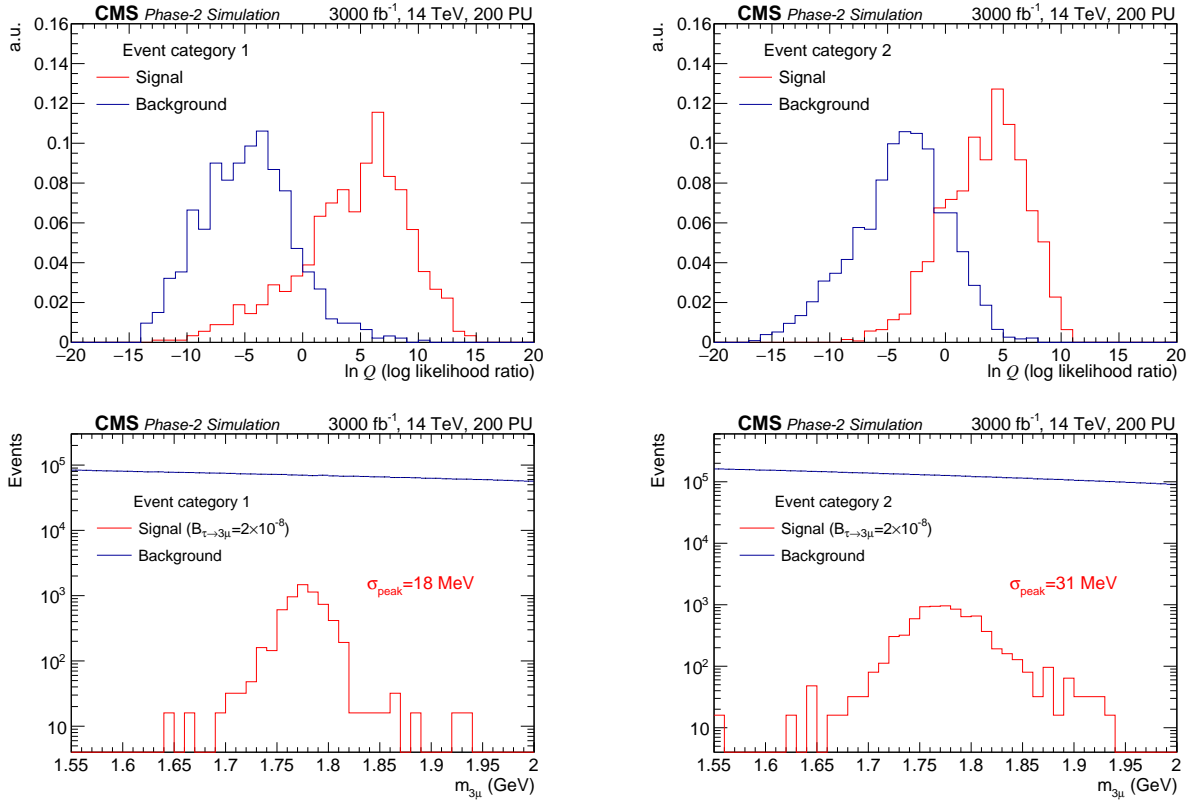 CMS Phase-2 Simulation 3000 fb⁻¹, 14 TeV, 200 PU
a.u.
0.16
0.14
0.12
0.1
0.08
0.06
0.04
0.02
0
Event category 1
Signal
Background
−20 −15 −10 −5 0 5 10 15 20
ln Q (log likelihood ratio)
CMS Phase-2 Simulation 3000 fb⁻¹, 14 TeV, 200 PU
a.u.
0.16
0.14
0.12
0.1
0.08
0.06
0.04
0.02
0
Event category 2
Signal
Background
−20 −15 −10 −5 0 5 10 15 20
ln Q (log likelihood ratio)
CMS Phase-2 Simulation 3000 fb⁻¹, 14 TeV, 200 PU
Events
10⁵
10⁴
10³
10²
10
Event category 1
Signal (B_τ→3μ=2×10⁻⁸)
Background
σ_peak=18 MeV
1.55 1.6 1.65 1.7 1.75 1.8 1.85 1.9 1.95 2
m_3μ (GeV)
CMS Phase-2 Simulation 3000 fb⁻¹, 14 TeV, 200 PU
Events
10⁵
10⁴
10³
10²
10
Event category 2
Signal (B_τ→3μ=2×10⁻⁸)
Background
σ_peak=31 MeV
1.55 1.6 1.65 1.7 1.75 1.8 1.85 1.9 1.95 2
m_3μ (GeV)